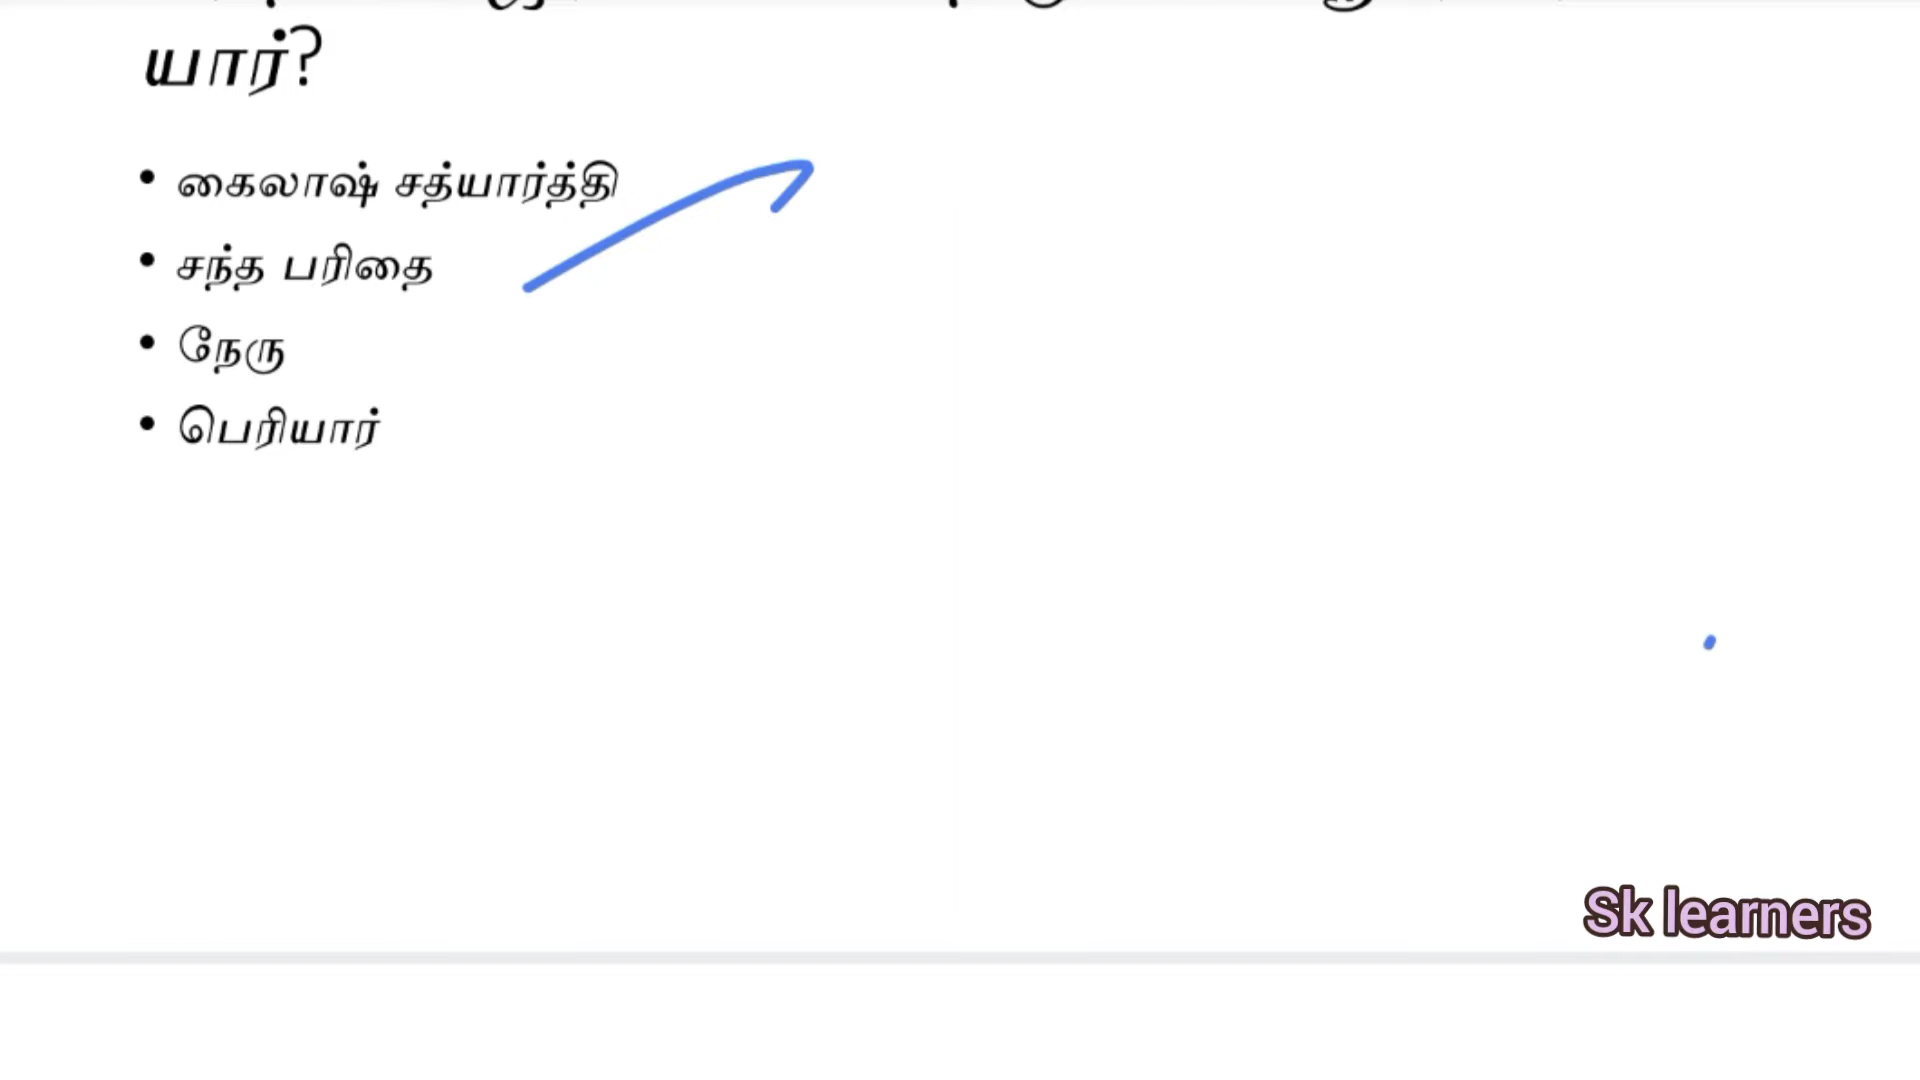 யார்?
• கைலாஷ் சத்யார்த்தி
• சந்த பரிதை
• நேரு
• பெரியார்
Sk learners